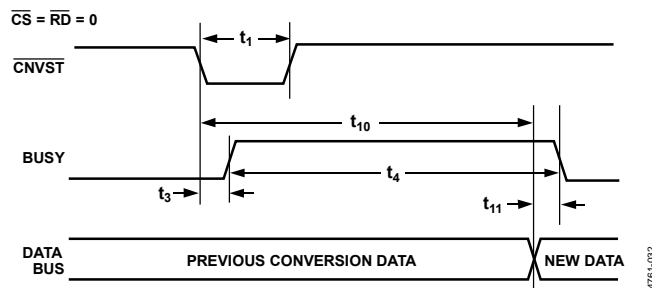 CS = RD = 0
t1
CNVST
t10
BUSY
t4
t3
t11
DATA
BUS
PREVIOUS CONVERSION DATA
NEW DATA